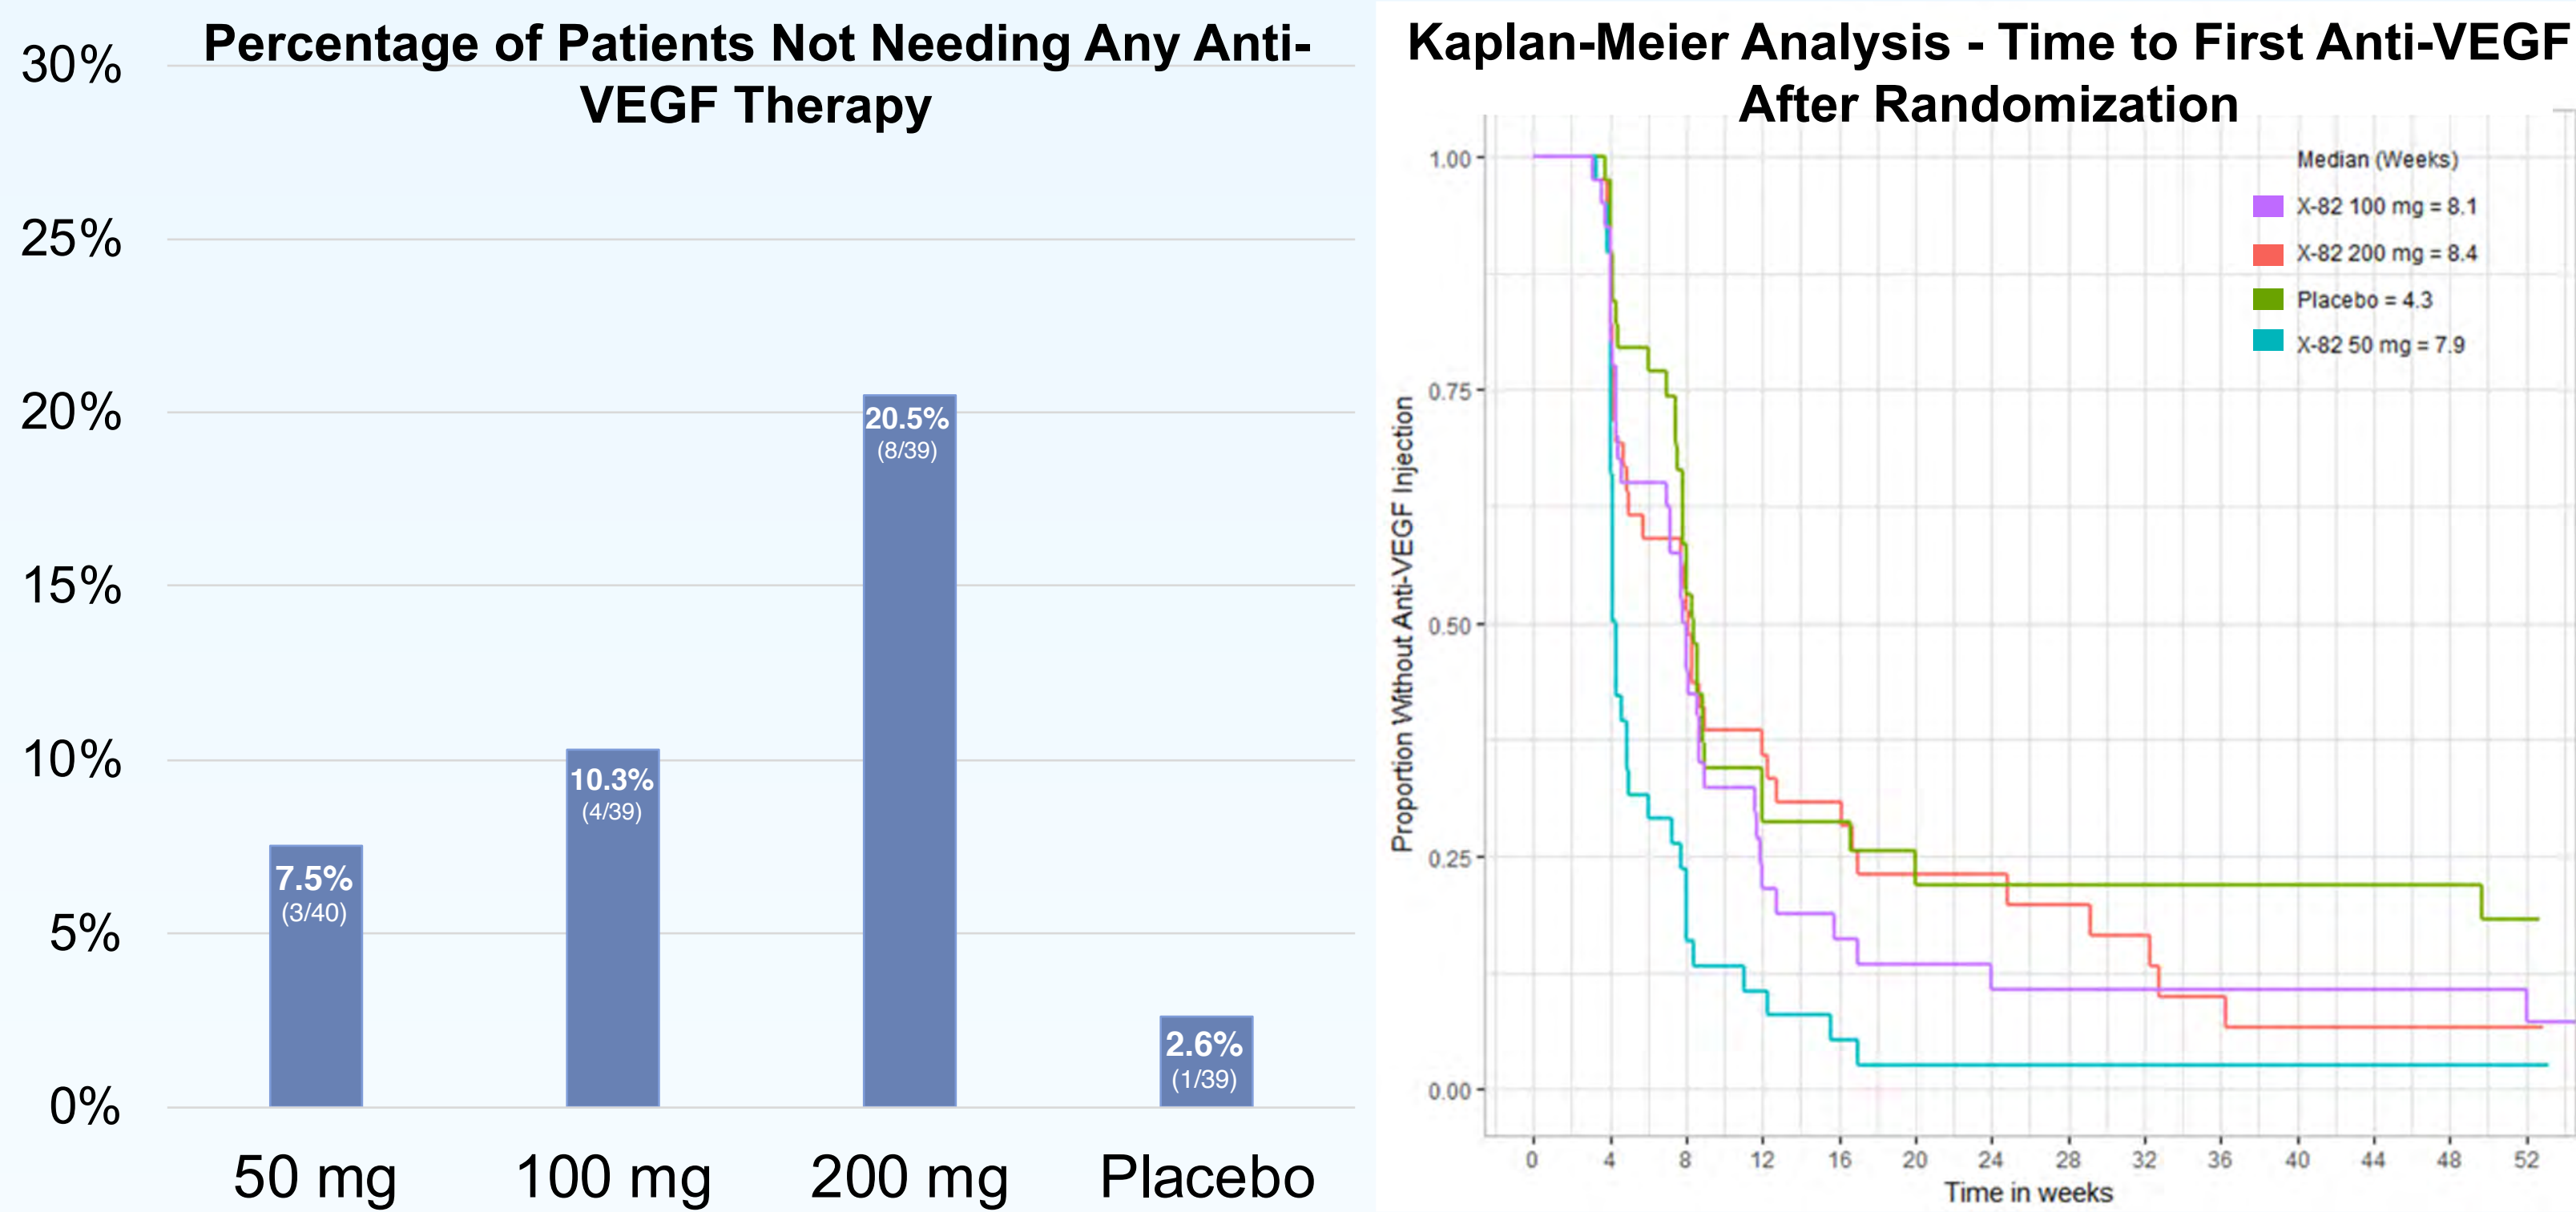 Percentage of Patients Not Needing Any Anti-
VEGF Therapy
30%
25%
20%
15%
10%
5%
0%
7.5%
(3/40)
10.3%
(4/39)
20.5%
(8/39)
2.6%
(1/39)
50 mg
100 mg
200 mg
Placebo
Kaplan-Meier Analysis - Time to First Anti-VEGF
After Randomization
Median (Weeks)
X-82 100 mg = 8.1
X-82 200 mg = 8.4
Placebo = 4.3
X-82 50 mg = 7.9
Proportion Without Anti-VEGF Injection
1.00
0.75
0.50
0.25
0.00
0 4 8 12 16 20 24 28 32 36 40 44 48 52
Time in weeks